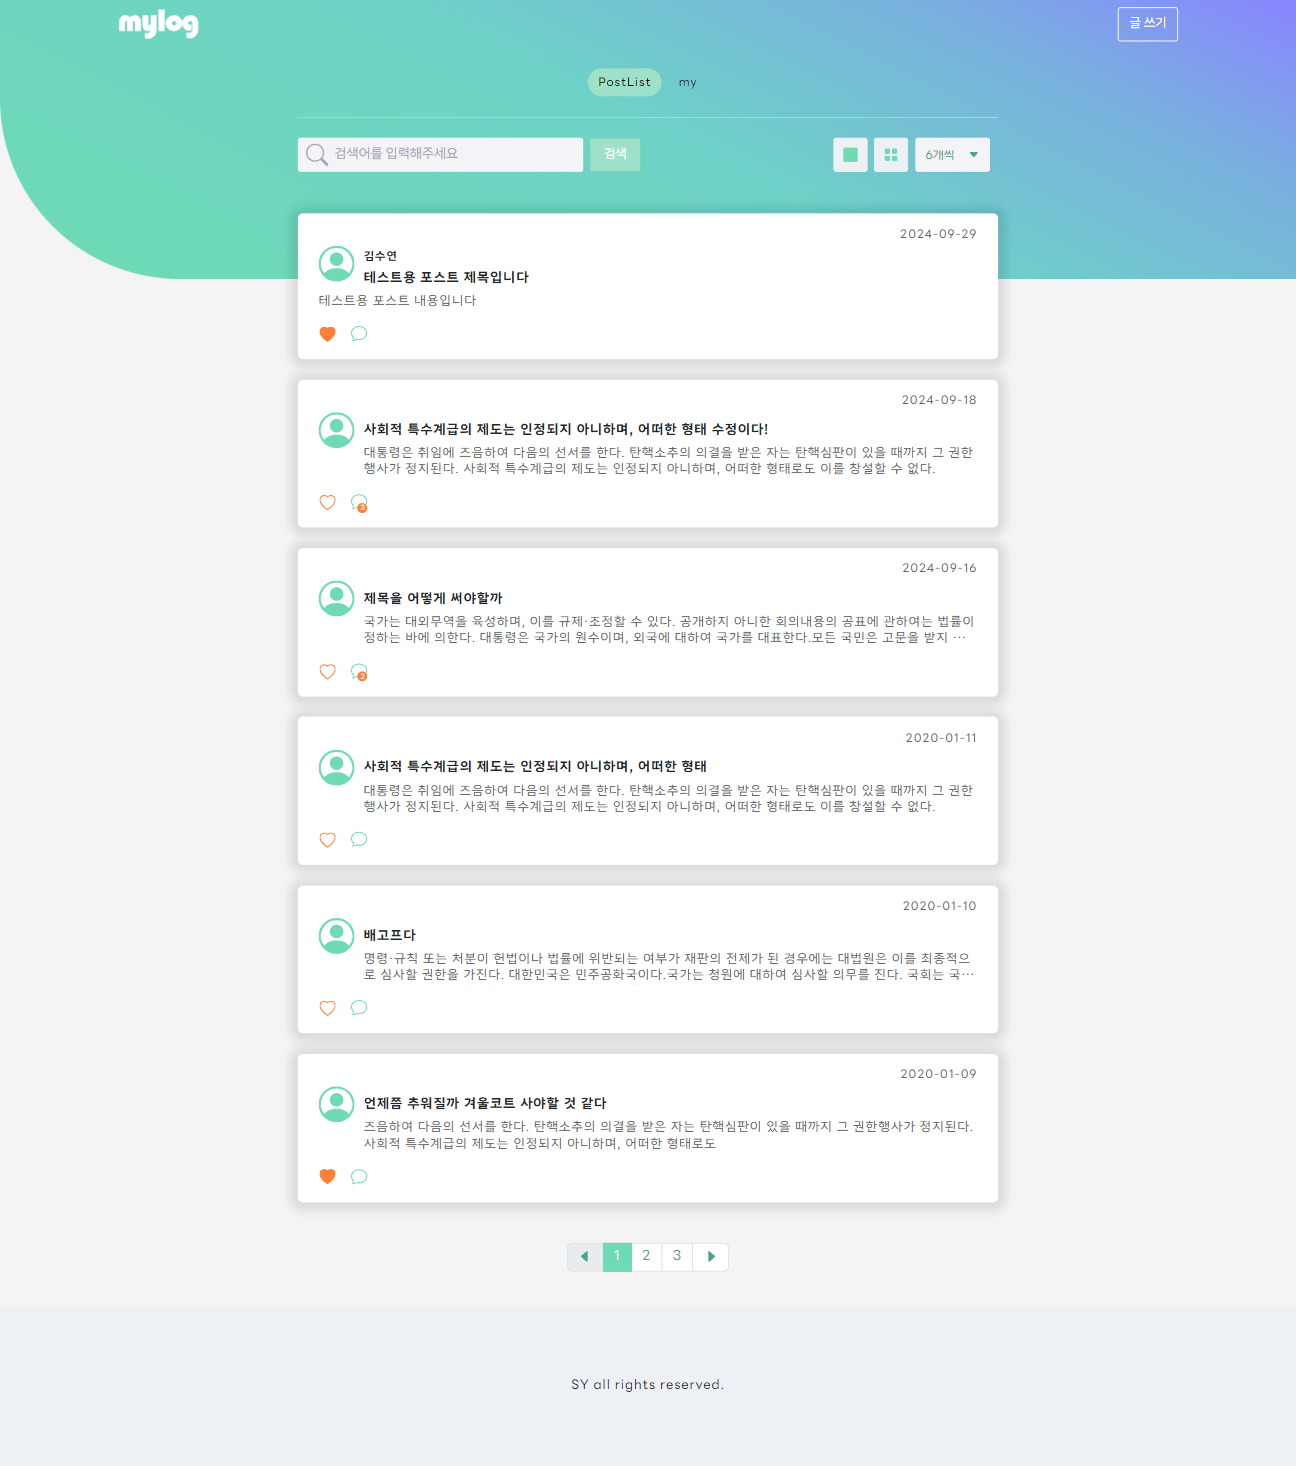 mylog
글 쓰기
PostList my
검색어를 입력해주세요 검색 6개씩
2024-09-29
김수연
테스트용 포스트 제목입니다
테스트용 포스트 내용입니다
2024-09-18
사회적 특수계급의 제도는 인정되지 아니하며, 어떠한 형태 수정이다!
대통령은 취임에 즈음하여 다음의 선서를 한다. 탄핵소추의 의결을 받은 자는 탄핵심판이 있을 때까지 그 권한
행사가 정지된다. 사회적 특수계급의 제도는 인정되지 아니하며, 어떠한 형태로도 이를 창설할 수 없다.
3
2024-09-16
제목을 어떻게 써야할까
국가는 대외무역을 육성하며, 이를 규제·조정할 수 있다. 공개하지 아니한 회의내용의 공표에 관하여는 법률이
정하는 바에 의한다. 대통령은 국가의 원수이며, 외국에 대하여 국가를 대표한다.모든 국민은 고문을 받지 …
2
2020-01-11
사회적 특수계급의 제도는 인정되지 아니하며, 어떠한 형태
대통령은 취임에 즈음하여 다음의 선서를 한다. 탄핵소추의 의결을 받은 자는 탄핵심판이 있을 때까지 그 권한
행사가 정지된다. 사회적 특수계급의 제도는 인정되지 아니하며, 어떠한 형태로도 이를 창설할 수 없다.
2020-01-10
배고프다
명령·규칙 또는 처분이 헌법이나 법률에 위반되는 여부가 재판의 전제가 된 경우에는 대법원은 이를 최종적으
로 심사할 권한을 가진다. 대한민국은 민주공화국이다.국가는 청원에 대하여 심사할 의무를 진다. 국회는 국…
2020-01-09
언제쯤 추워질까 겨울코트 사야할 것 같다
즈음하여 다음의 선서를 한다. 탄핵소추의 의결을 받은 자는 탄핵심판이 있을 때까지 그 권한행사가 정지된다.
사회적 특수계급의 제도는 인정되지 아니하며, 어떠한 형태로도
1 2 3
SY all rights reserved.